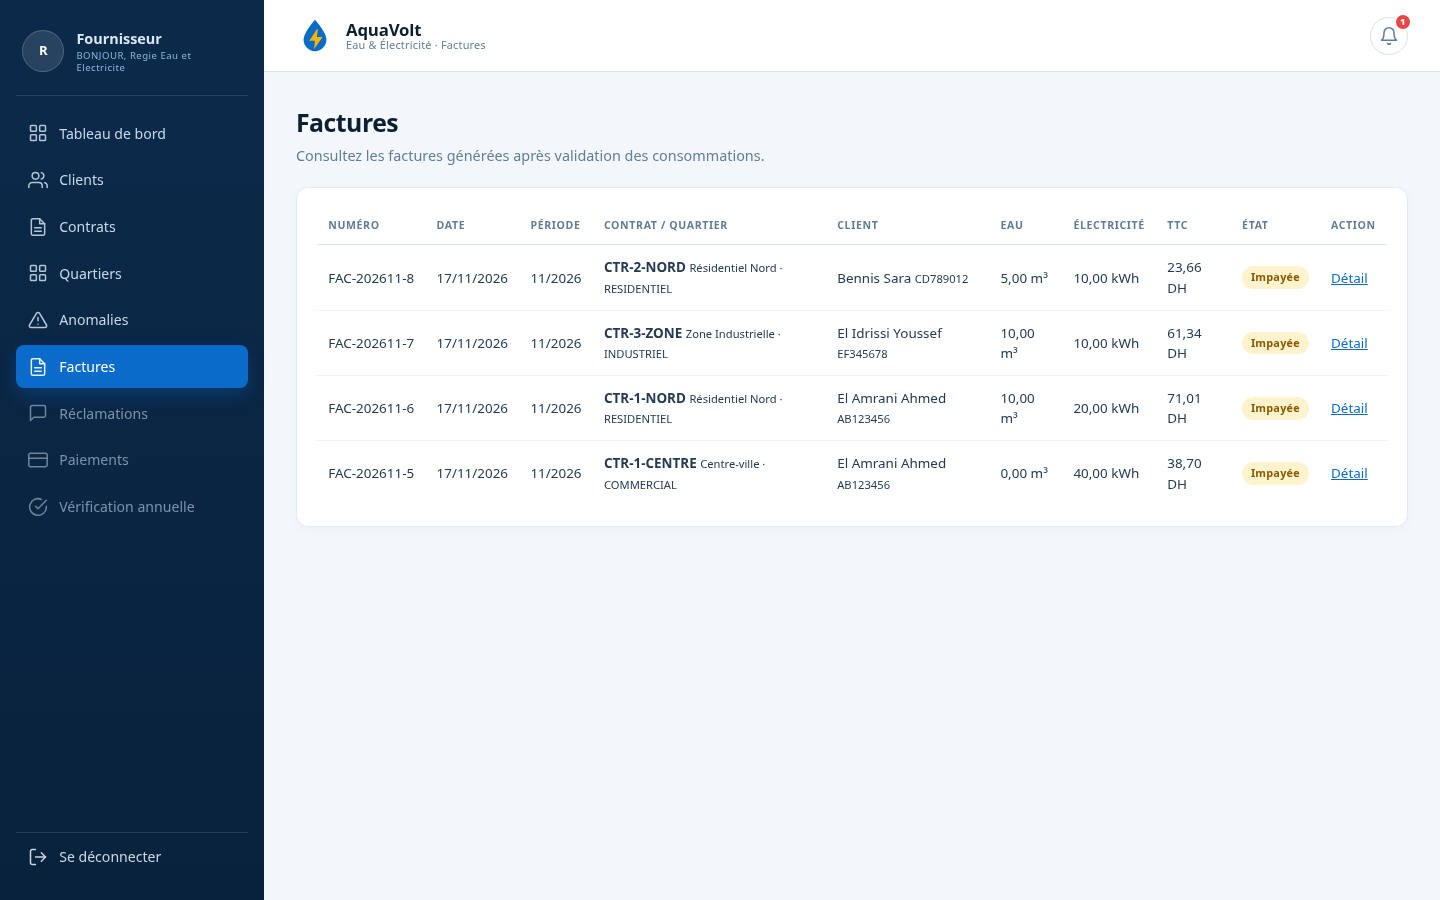 R
Fournisseur
BONJOUR, Regie Eau et
Electricite
Tableau de bord
Clients
Contrats
Quartiers
Anomalies
Factures
Réclamations
Paiements
Vérification annuelle
Se déconnecter
AquaVolt
Eau & Électricité · Factures
1
Factures
Consultez les factures générées après validation des consommations.
NUMÉRO DATE PÉRIODE CONTRAT / QUARTIER CLIENT EAU ÉLECTRICITÉ TTC ÉTAT ACTION
FAC-202611-8 17/11/2026 11/2026 CTR-2-NORD Résidentiel Nord · RESIDENTIEL Bennis Sara CD789012 5,00 m³ 10,00 kWh 23,66 DH Impayée Détail
FAC-202611-7 17/11/2026 11/2026 CTR-3-ZONE Zone Industrielle · INDUSTRIEL El Idrissi Youssef EF345678 10,00 m³ 10,00 kWh 61,34 DH Impayée Détail
FAC-202611-6 17/11/2026 11/2026 CTR-1-NORD Résidentiel Nord · RESIDENTIEL El Amrani Ahmed AB123456 10,00 m³ 20,00 kWh 71,01 DH Impayée Détail
FAC-202611-5 17/11/2026 11/2026 CTR-1-CENTRE Centre-ville · COMMERCIAL El Amrani Ahmed AB123456 0,00 m³ 40,00 kWh 38,70 DH Impayée Détail